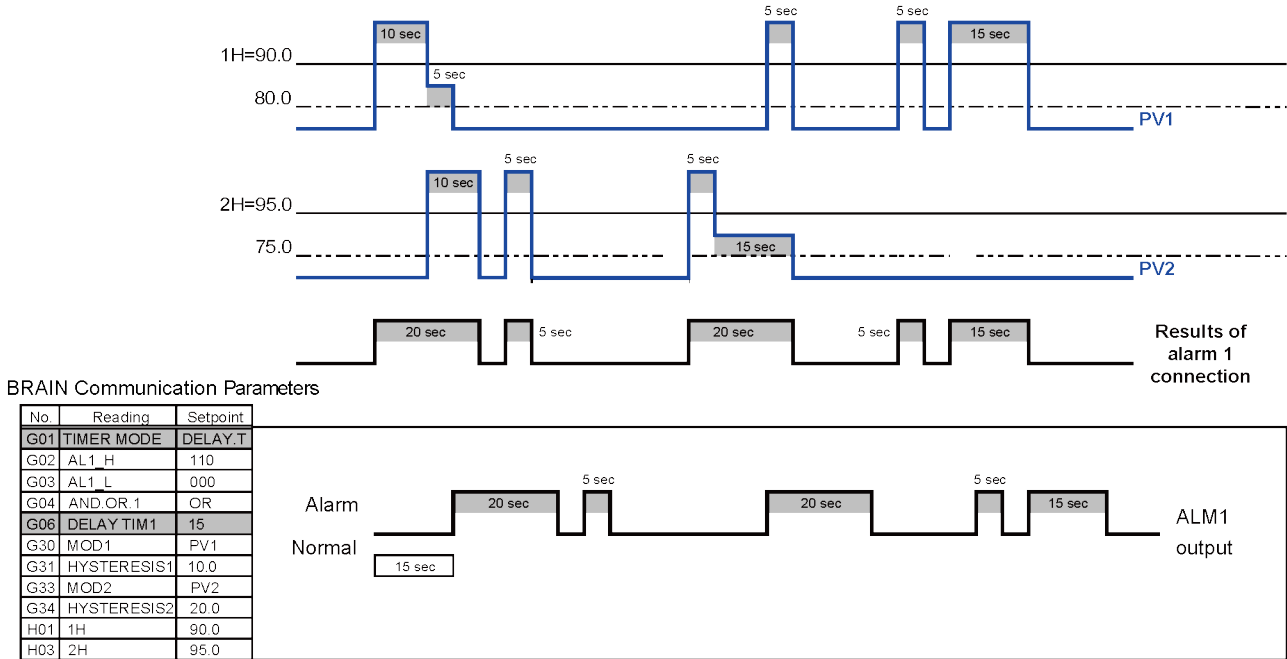 10 sec
5 sec
5 sec
5 sec
15 sec
1H=90.0
80.0
PV1
10 sec
5 sec
5 sec
15 sec
2H=95.0
75.0
PV2
20 sec
5 sec
20 sec
5 sec
15 sec
Results of
alarm 1
connection
BRAIN Communication Parameters
No. Reading Setpoint
G01 TIMER MODE DELAY.T
G02 AL1_H 110
G03 AL1_L 000
G04 AND.OR.1 OR
G06 DELAY TIM1 15
G30 MOD1 PV1
G31 HYSTERESIS1 10.0
G33 MOD2 PV2
G34 HYSTERESIS2 20.0
H01 1H 90.0
H03 2H 95.0
Alarm
Normal
20 sec
5 sec
20 sec
5 sec
15 sec
15 sec
ALM1
output